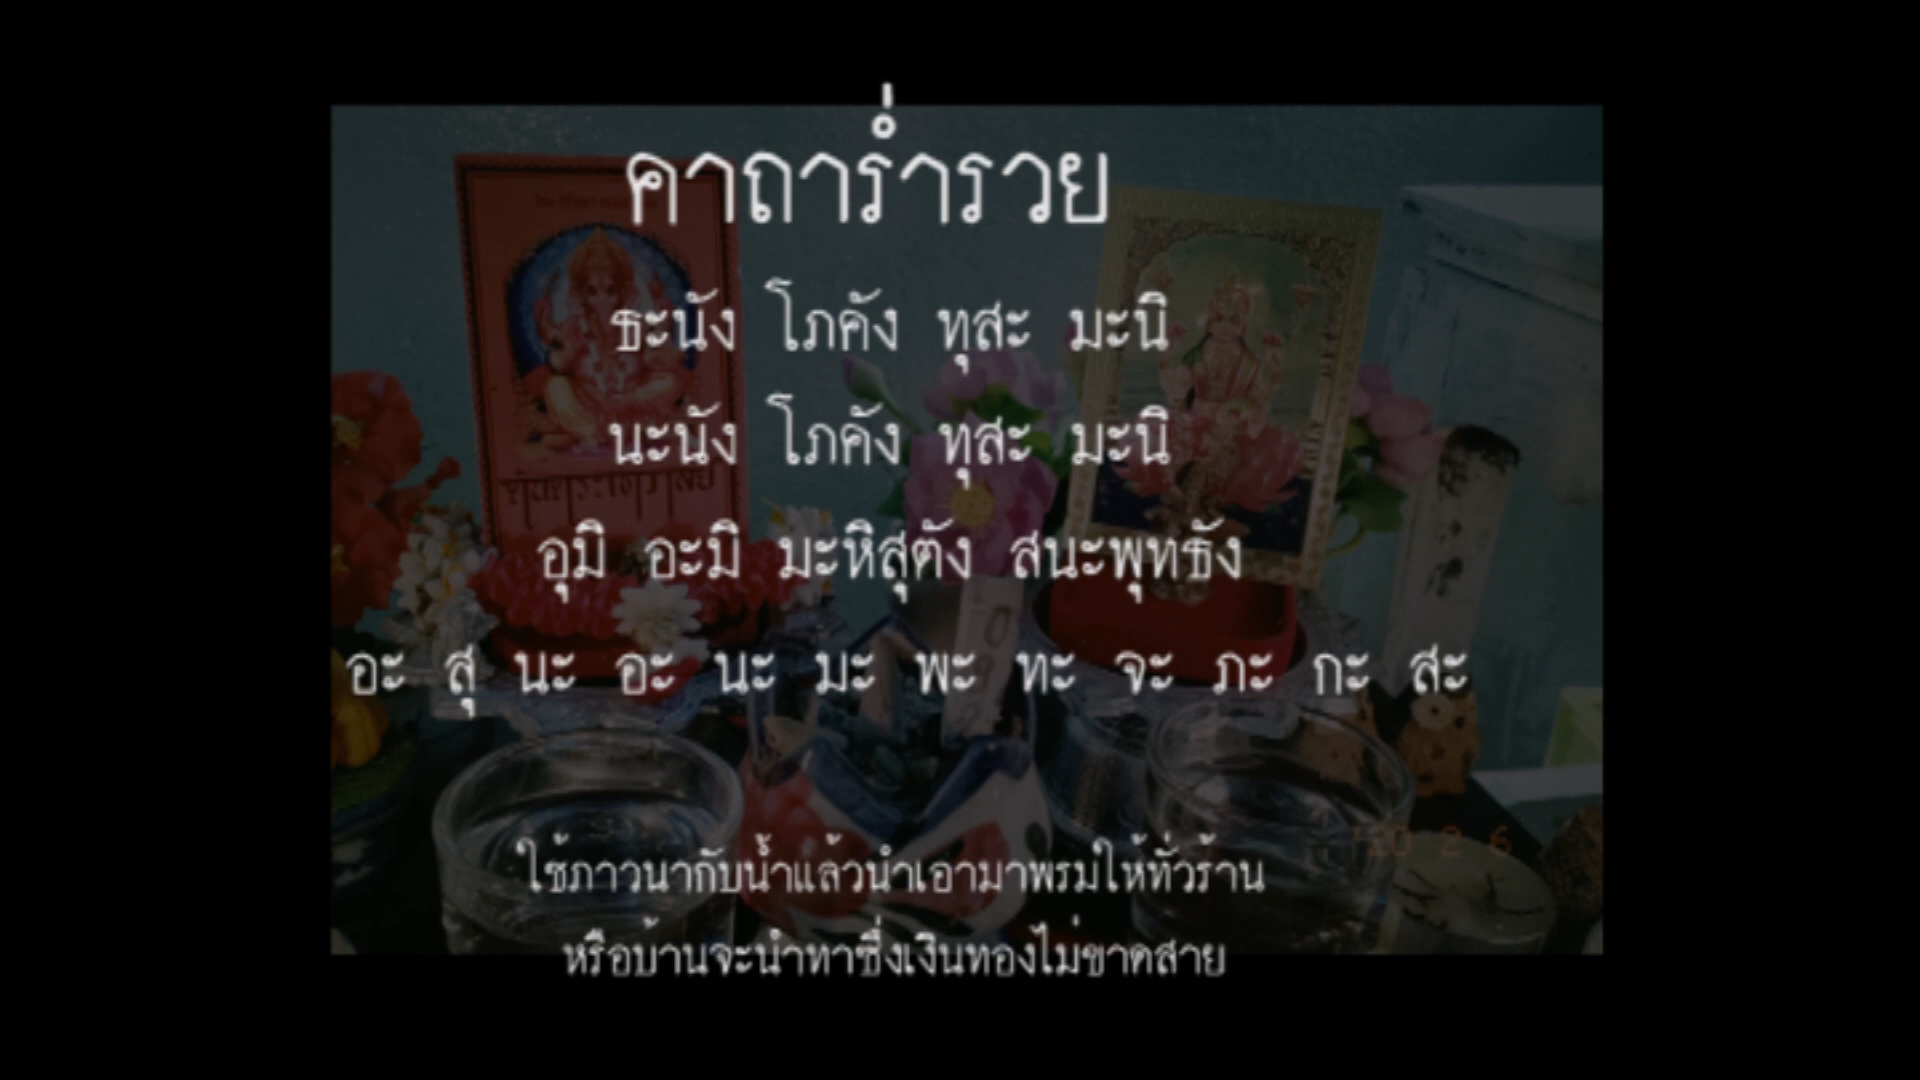 คาถาร่ำรวย
ธะนัง โภคัง ทุสะ มะนิ
นะนัง โภคัง ทุสะ มะนิ
อุมิ อะมิ มะหิสุตัง สนะพุทธัง
อะ สุ นะ อะ นะ มะ พะ ทะ จะ ภะ กะ สะ
ใช้ภาวนากับน้ำแล้วนำเอามาพรมให้ทั่วร้าน
หรือบ้านจะนำทาซึ่งเงินทองไม่ขาดสาย